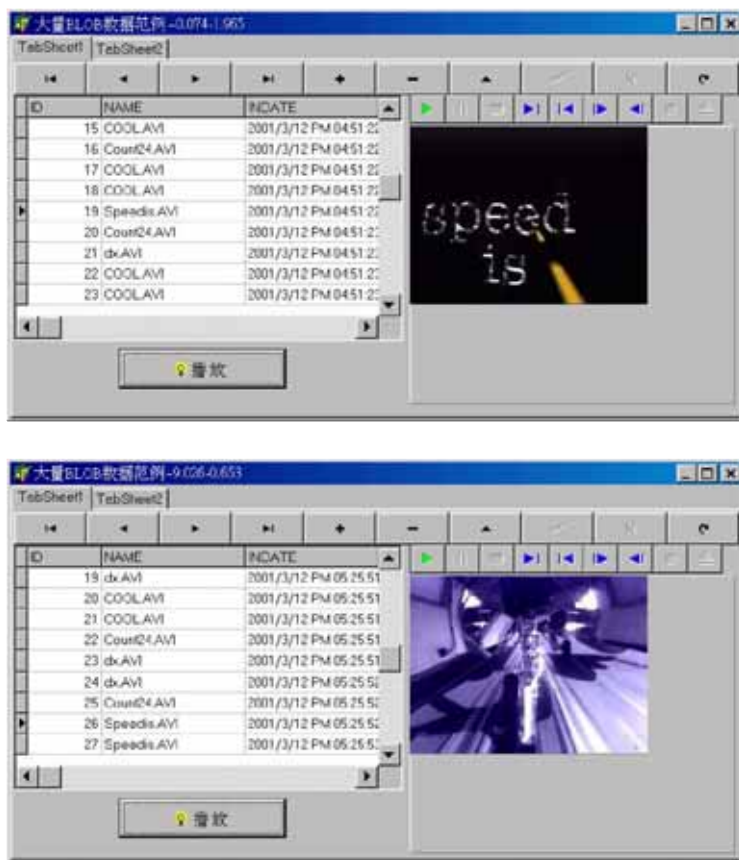 大量BLOB数据范例-0.074-1.965
TabSheet1 TabSheet2
ID NAME INDATE
15 COOL.AVI 2001/3/12 PM 04:51:22
16 Count24.AVI 2001/3/12 PM 04:51:22
17 COOL.AVI 2001/3/12 PM 04:51:22
18 COOL.AVI 2001/3/12 PM 04:51:22
19 Speedis.AVI 2001/3/12 PM 04:51:22
20 Count24.AVI 2001/3/12 PM 04:51:2
21 dx.AVI 2001/3/12 PM 04:51:2
22 COOL.AVI 2001/3/12 PM 04:51:2
23 COOL.AVI 2001/3/12 PM 04:51:2
speed
is
播放
大量BLOB数据范例-9.026-0.653
TabSheet1 TabSheet2
ID NAME INDATE
19 dx.AVI 2001/3/12 PM 05:25:51
20 COOL.AVI 2001/3/12 PM 05:25:51
21 COOL.AVI 2001/3/12 PM 05:25:51
22 Count24.AVI 2001/3/12 PM 05:25:51
23 dx.AVI 2001/3/12 PM 05:25:51
24 dx.AVI 2001/3/12 PM 05:25:52
25 Count24.AVI 2001/3/12 PM 05:25:52
26 Speedis.AVI 2001/3/12 PM 05:25:52
27 Speedis.AVI 2001/3/12 PM 05:25:5
播放